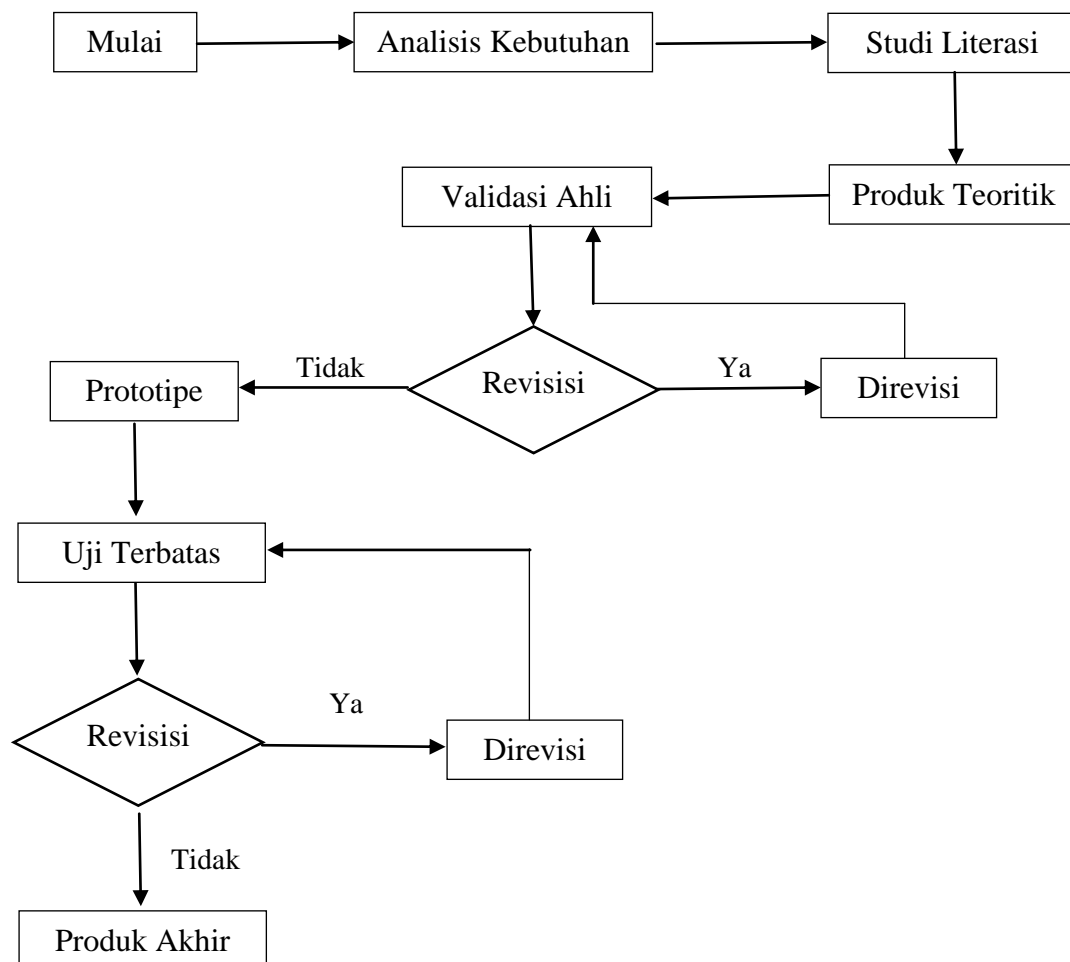 Mulai
Analisis Kebutuhan
Studi Literasi
Validasi Ahli
Produk Teoritik
Tidak
Revisisi
Ya
Direvisi
Prototipe
Uji Terbatas
Revisisi
Ya
Direvisi
Tidak
Produk Akhir